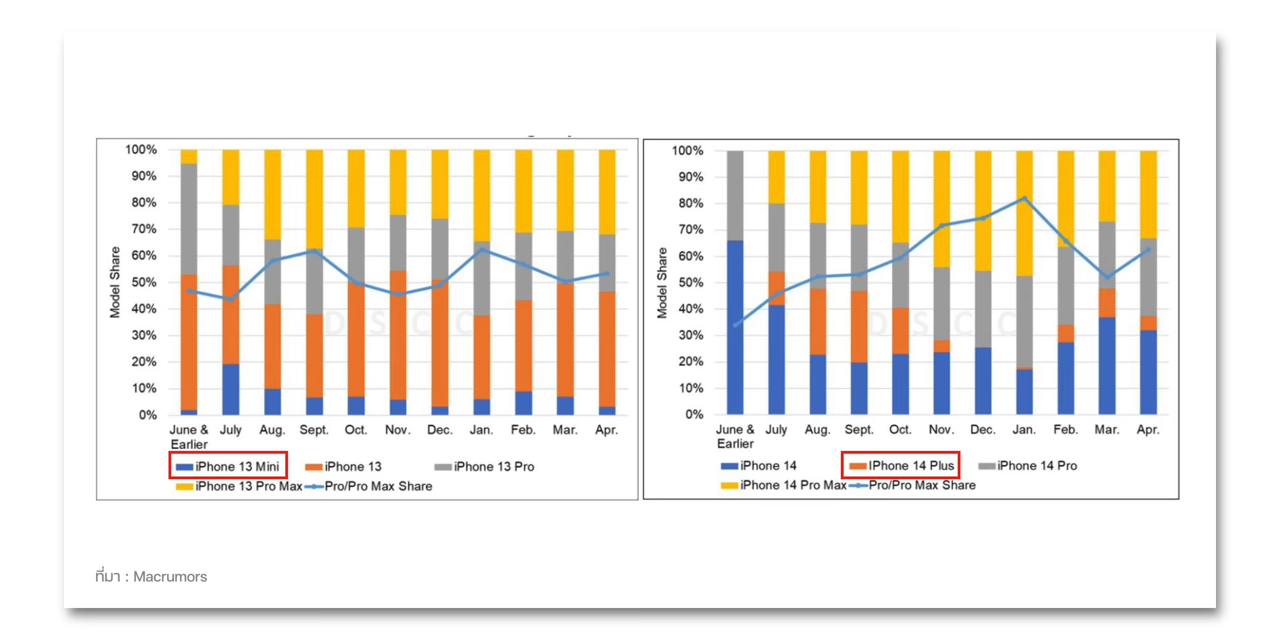 100%
90%
80%
70%
60%
50%
40%
30%
20%
10%
0%
Model Share
DSCC
June & Earlier July Aug. Sept. Oct. Nov. Dec. Jan. Feb. Mar. Apr.
iPhone 13 Mini iPhone 13 iPhone 13 Pro
iPhone 13 Pro Max Pro/Pro Max Share
100%
90%
80%
70%
60%
50%
40%
30%
20%
10%
0%
Model Share
DSCC
June & Earlier July Aug. Sept. Oct. Nov. Dec. Jan. Feb. Mar. Apr.
iPhone 14 IPhone 14 Plus iPhone 14 Pro
iPhone 14 Pro Max Pro/Pro Max Share
ที่มา : Macrumors